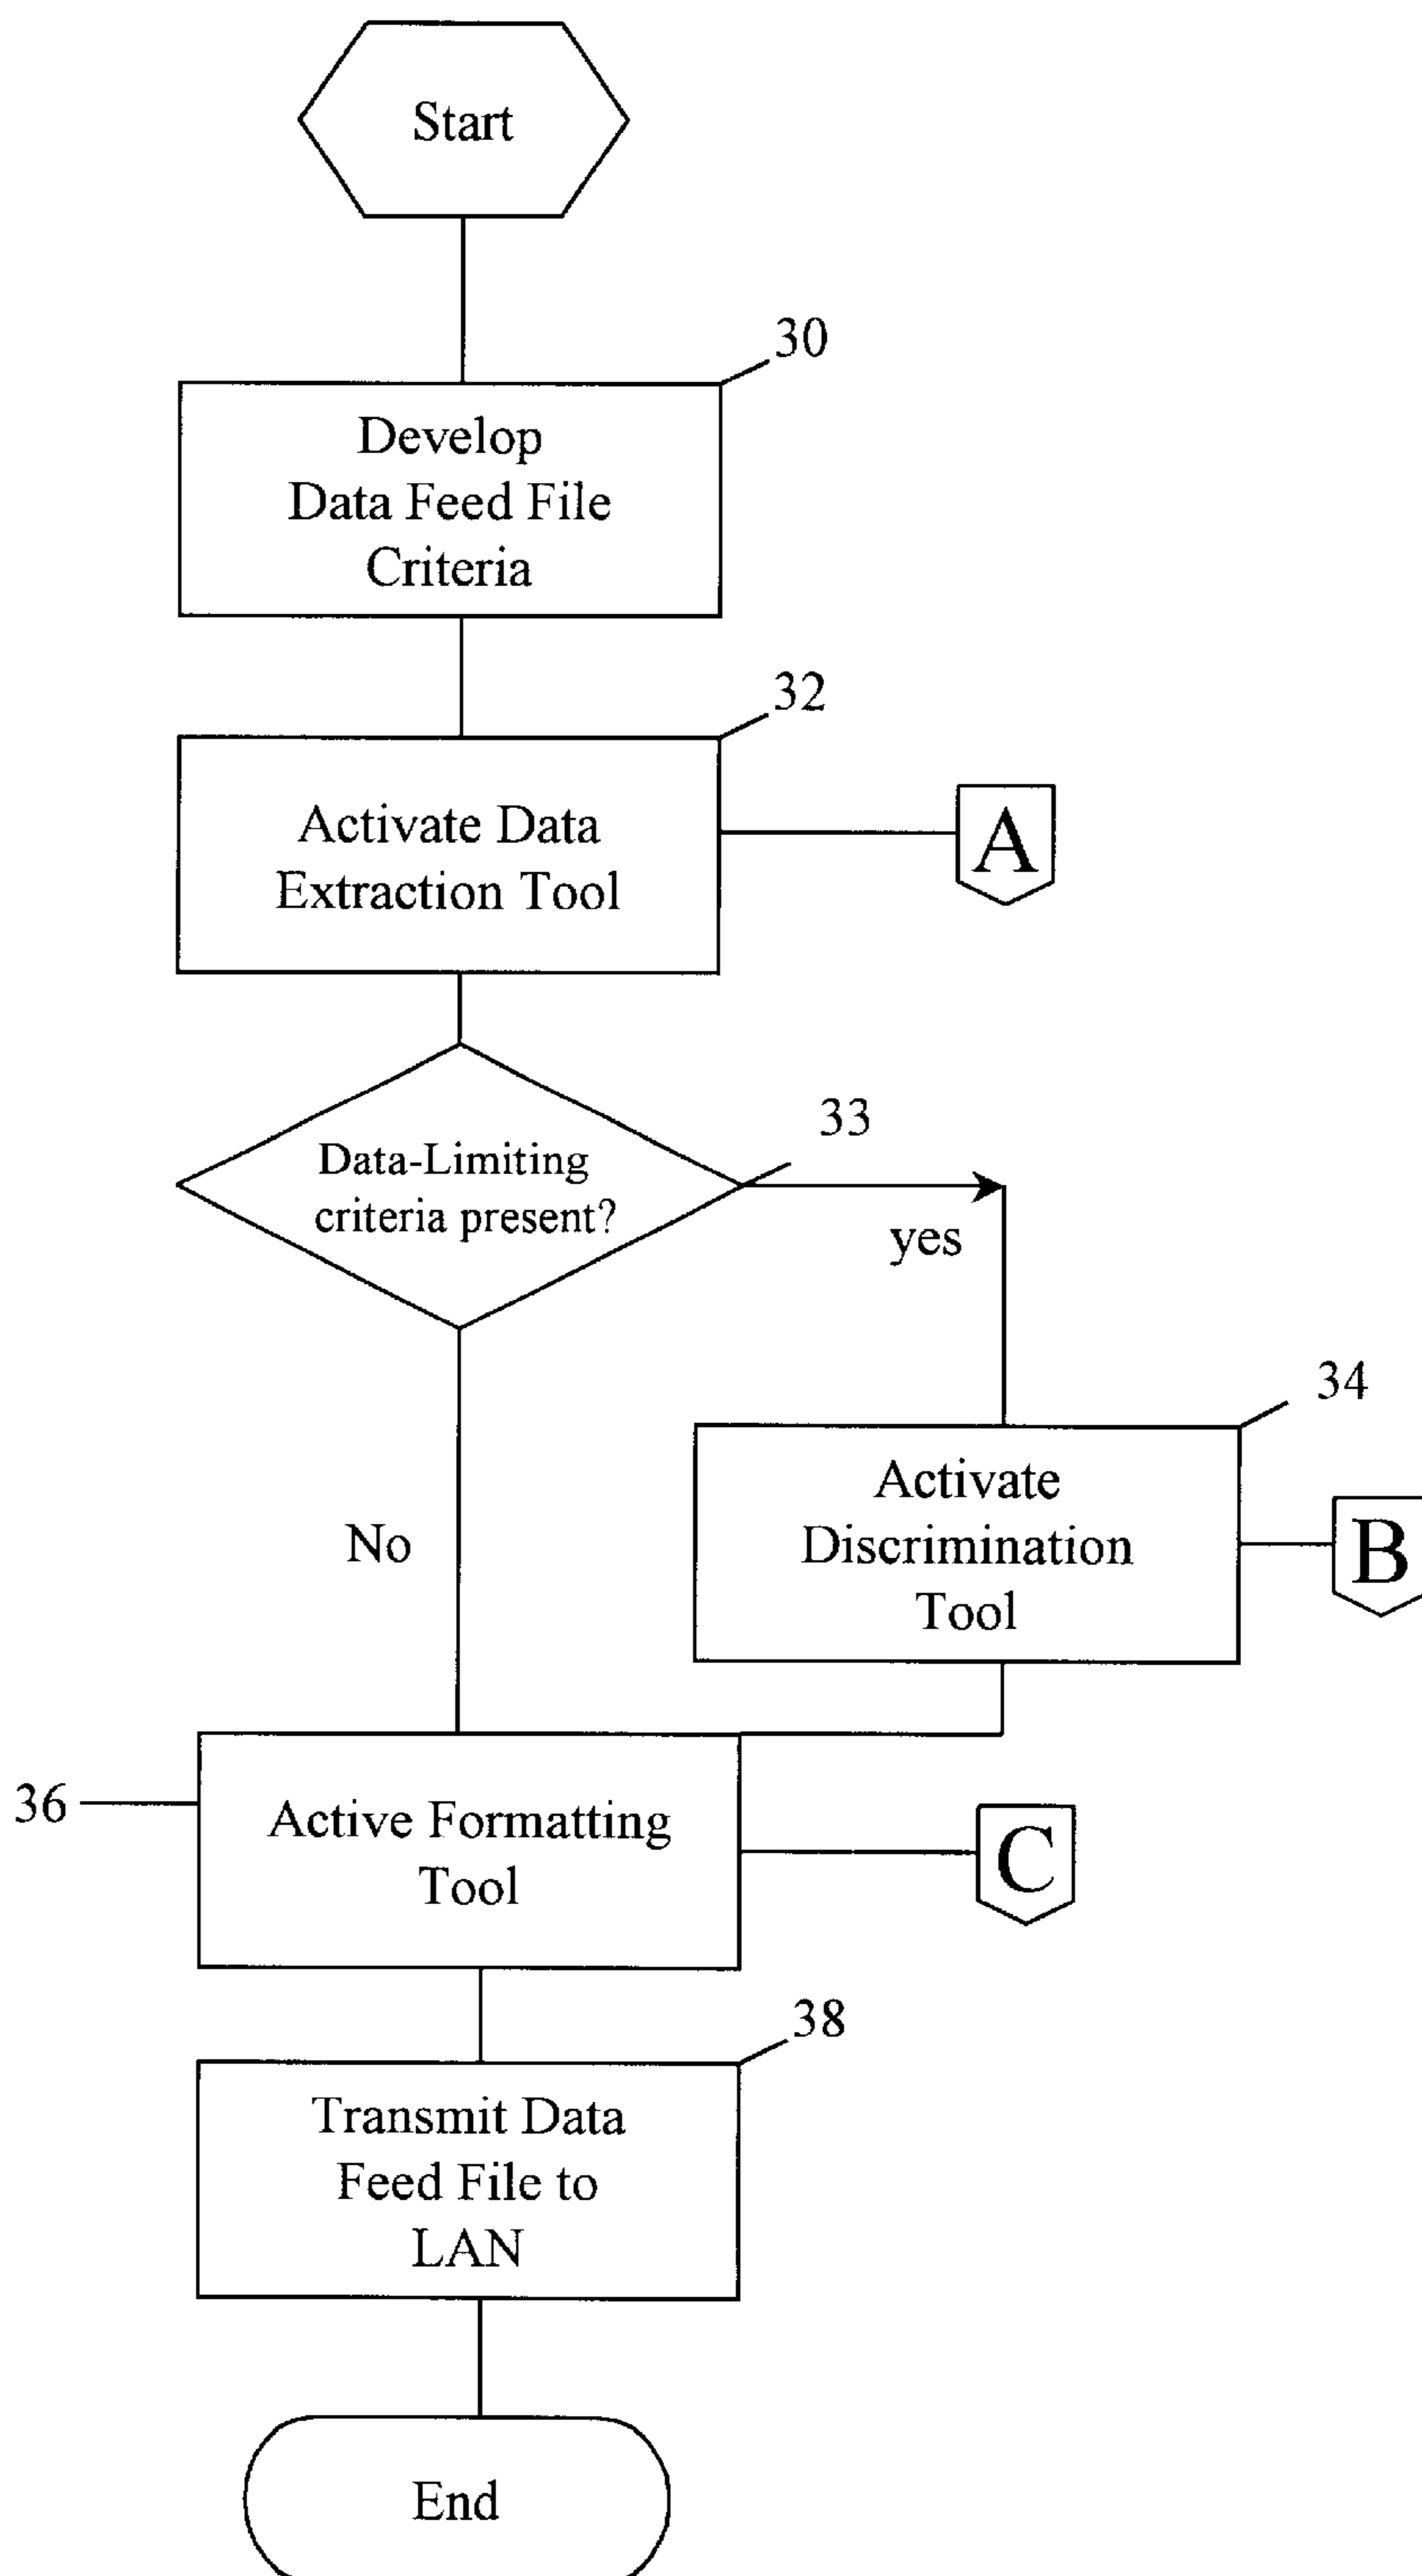 Start
30
Develop
Data Feed File
Criteria
32
Activate Data
Extraction Tool
A
33
Data-Limiting
criteria present?
yes
34
Activate
Discrimination
Tool
B
No
36
Active Formatting
Tool
C
38
Transmit Data
Feed File to
LAN
End